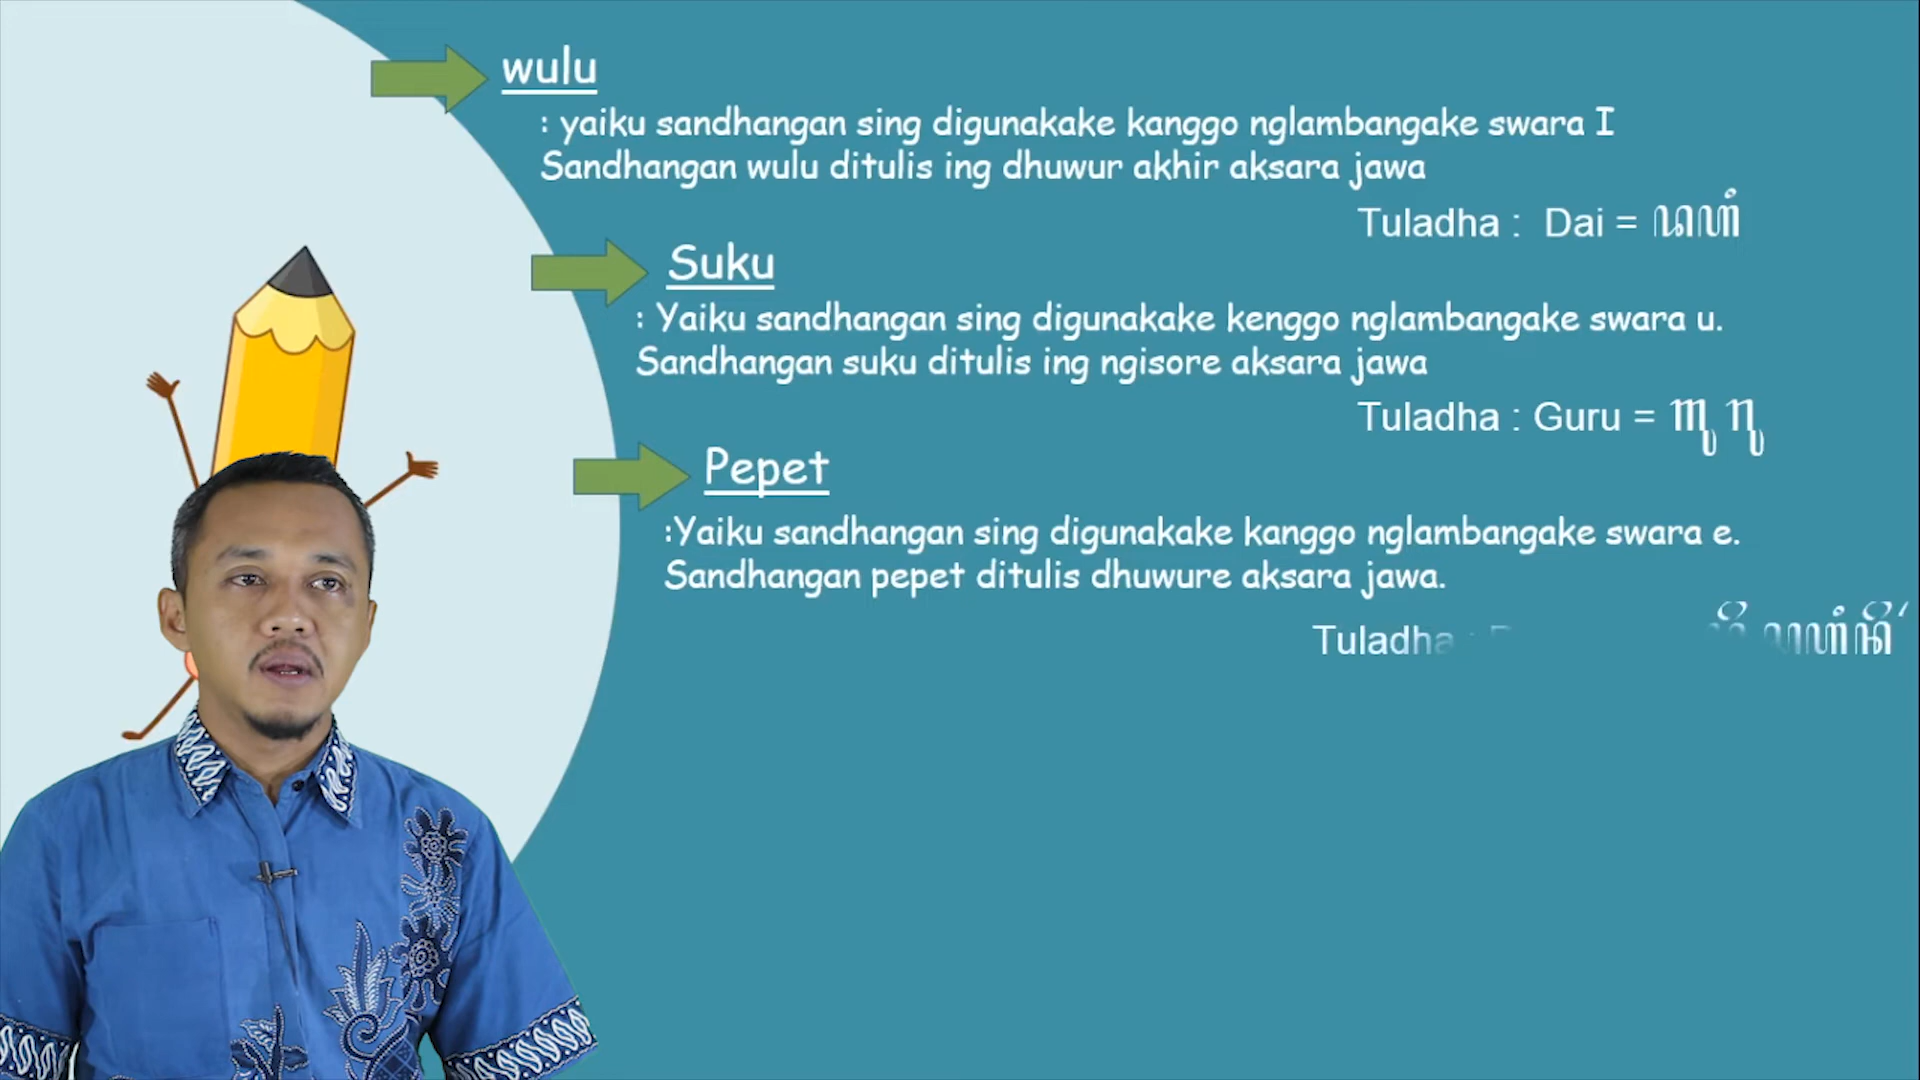 wulu
: yaiku sandhangan sing digunakake kanggo nglambangake swara I
Sandhangan wulu ditulis ing dhuwur akhir aksara jawa
Tuladha : Dai = ꦢꦲꦶ
Suku
: Yaiku sandhangan sing digunakake kenggo nglambangake swara u.
Sandhangan suku ditulis ing ngisore aksara jawa
Tuladha : Guru = ꦒꦸ ꦫꦸ
Pepet
:Yaiku sandhangan sing digunakake kanggo nglambangake swara e.
Sandhangan pepet ditulis dhuwure aksara jawa.
Tuladha :